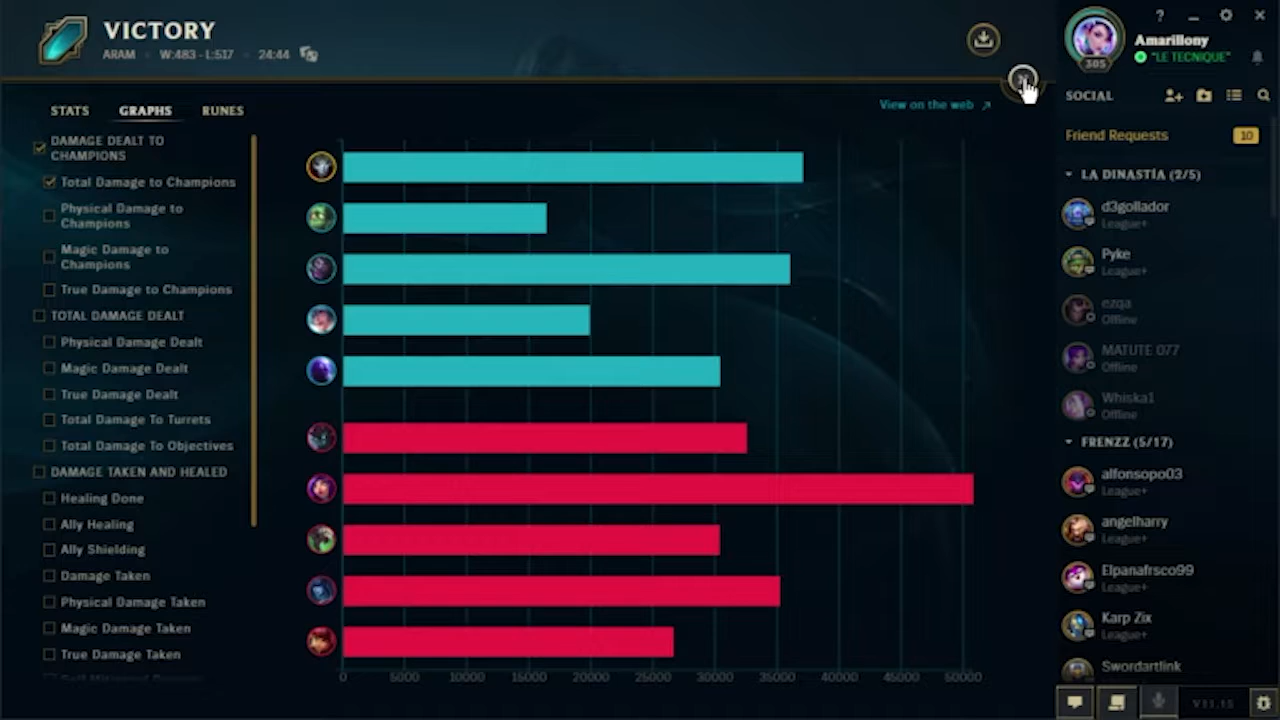 VICTORY
ARAM W:483 - L:517 24:44
?
305
Amarillony
"LE TECNIQUE"
SOCIAL
STATS GRAPHS RUNES
View on the web
Friend Requests 10
DAMAGE DEALT TO
CHAMPIONS
Total Damage to Champions
Physical Damage to
Champions
Magic Damage to
Champions
True Damage to Champions
TOTAL DAMAGE DEALT
Physical Damage Dealt
Magic Damage Dealt
True Damage Dealt
Total Damage To Turrets
Total Damage To Objectives
DAMAGE TAKEN AND HEALED
Healing Done
Ally Healing
Ally Shielding
Damage Taken
Physical Damage Taken
Magic Damage Taken
True Damage Taken
0 5000 10000 15000 20000 25000 30000 35000 40000 45000 50000
LA DINASTÍA (2/5)
d3gollador
League+
Pyke
League+
ezqa
Offline
MATUTE 077
Offline
Whiska1
Offline
FRENZZ (5/17)
alfonsopo03
League+
angelharry
League+
Elpanafrsco99
League+
Karp Zix
League+
Swordartlink
V11.15